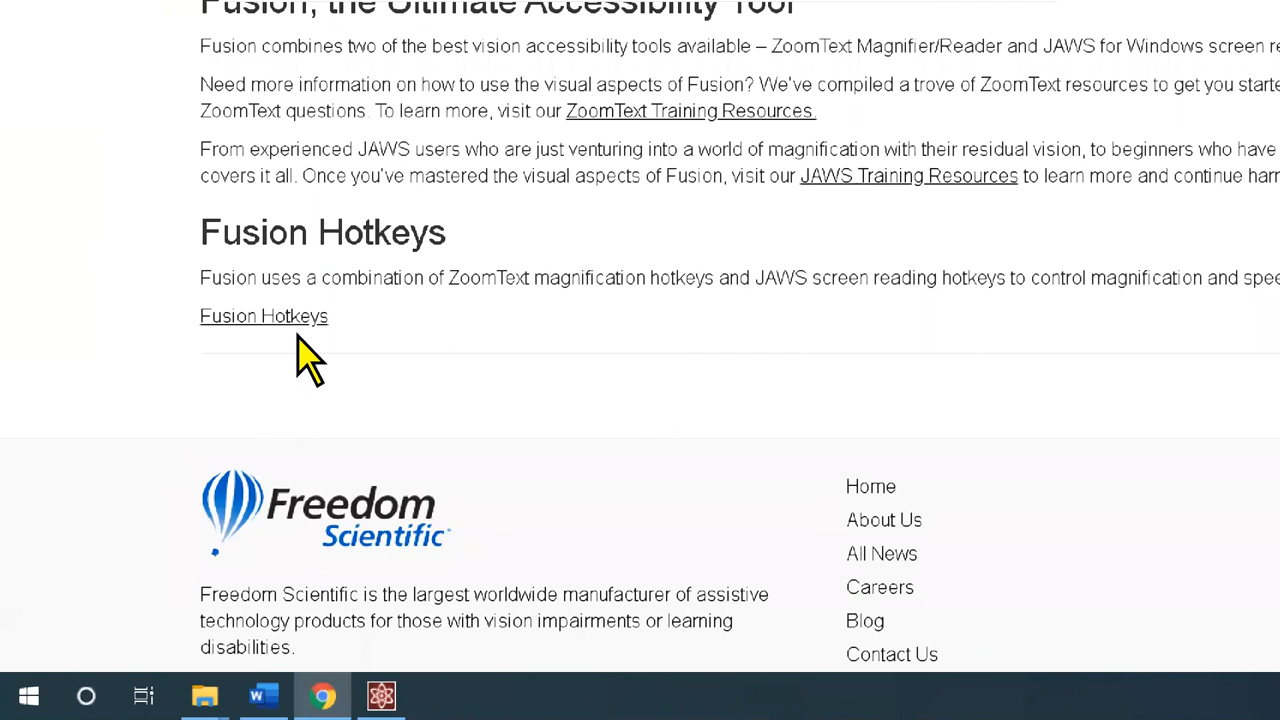 Fusion, the Ultimate Accessibility Tool
Fusion combines two of the best vision accessibility tools available – ZoomText Magnifier/Reader and JAWS for Windows screen re
Need more information on how to use the visual aspects of Fusion? We've compiled a trove of ZoomText resources to get you starte
ZoomText questions. To learn more, visit our ZoomText Training Resources.
From experienced JAWS users who are just venturing into a world of magnification with their residual vision, to beginners who have
covers it all. Once you've mastered the visual aspects of Fusion, visit our JAWS Training Resources to learn more and continue harn
Fusion Hotkeys
Fusion uses a combination of ZoomText magnification hotkeys and JAWS screen reading hotkeys to control magnification and spee
Fusion Hotkeys
Freedom
Scientific
Freedom Scientific is the largest worldwide manufacturer of assistive
technology products for those with vision impairments or learning
disabilities.
Home
About Us
All News
Careers
Blog
Contact Us